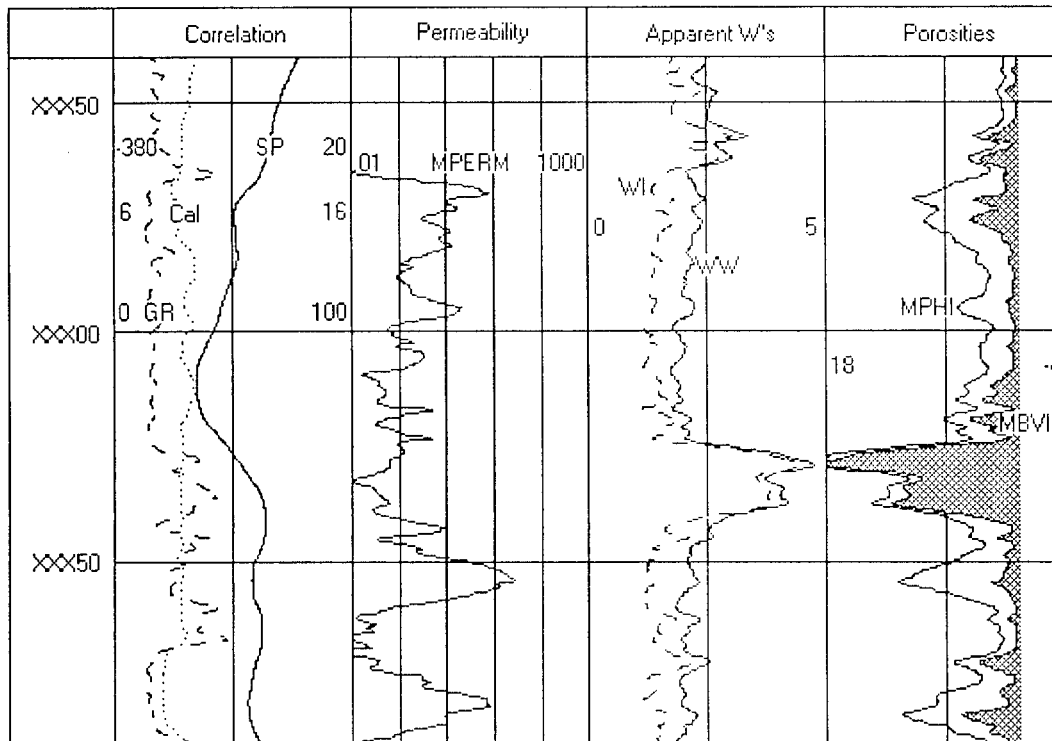 Correlation Permeability Apparent W's Porosities
XXX50
-380 SP 20
.01 MPERM 1000
WI
6 Cal 16
0 5
WW
0 GR 100
MPHI
XXX00
18
MBVI
XXX50